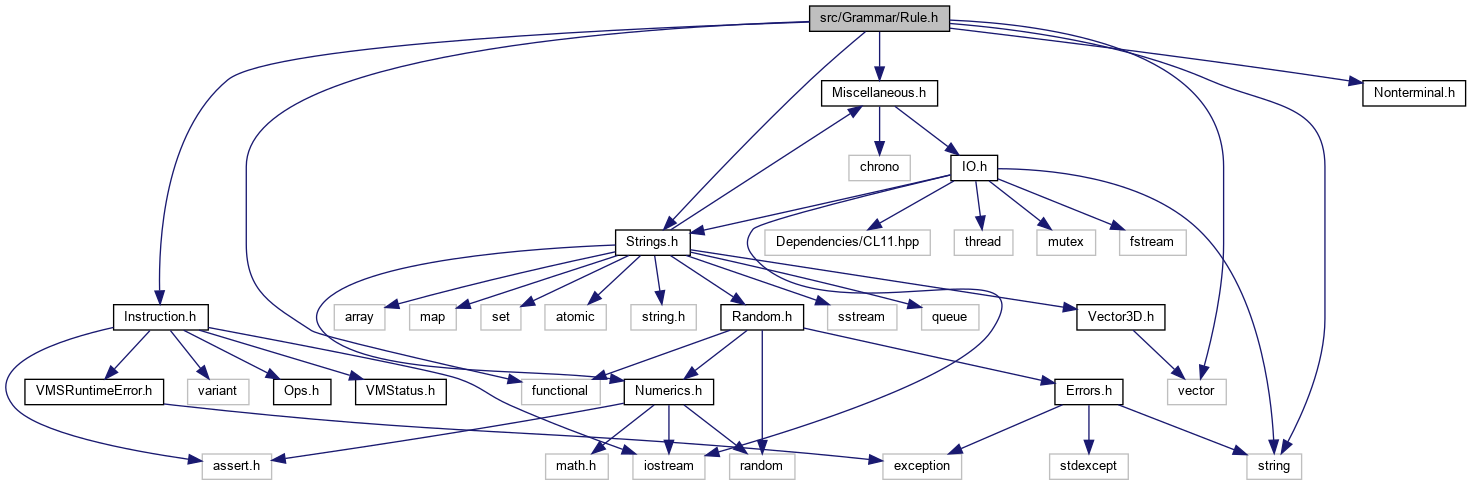 src/Grammar/Rule.h
Miscellaneous.h
Nonterminal.h
chrono
IO.h
Strings.h
Dependencies/CL11.hpp
thread
mutex
fstream
Instruction.h
array
map
set
atomic
string.h
Random.h
sstream
queue
Vector3D.h
VMSRuntimeError.h
variant
Ops.h
VMStatus.h
functional
Numerics.h
Errors.h
vector
assert.h
math.h
iostream
random
exception
stdexcept
string